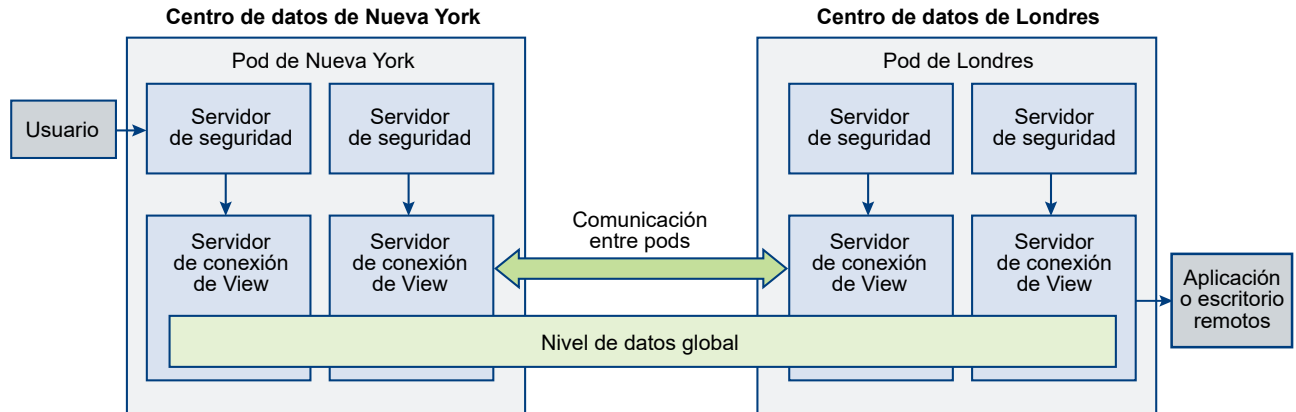 Centro de datos de Nueva York
Centro de datos de Londres
Pod de Nueva York
Pod de Londres
Usuario
Servidor
de seguridad
Servidor
de seguridad
Servidor
de seguridad
Servidor
de seguridad
Servidor
de conexión
de View
Servidor
de conexión
de View
Comunicación
entre pods
Servidor
de conexión
de View
Servidor
de conexión
de View
Aplicación
o escritorio
remotos
Nivel de datos global